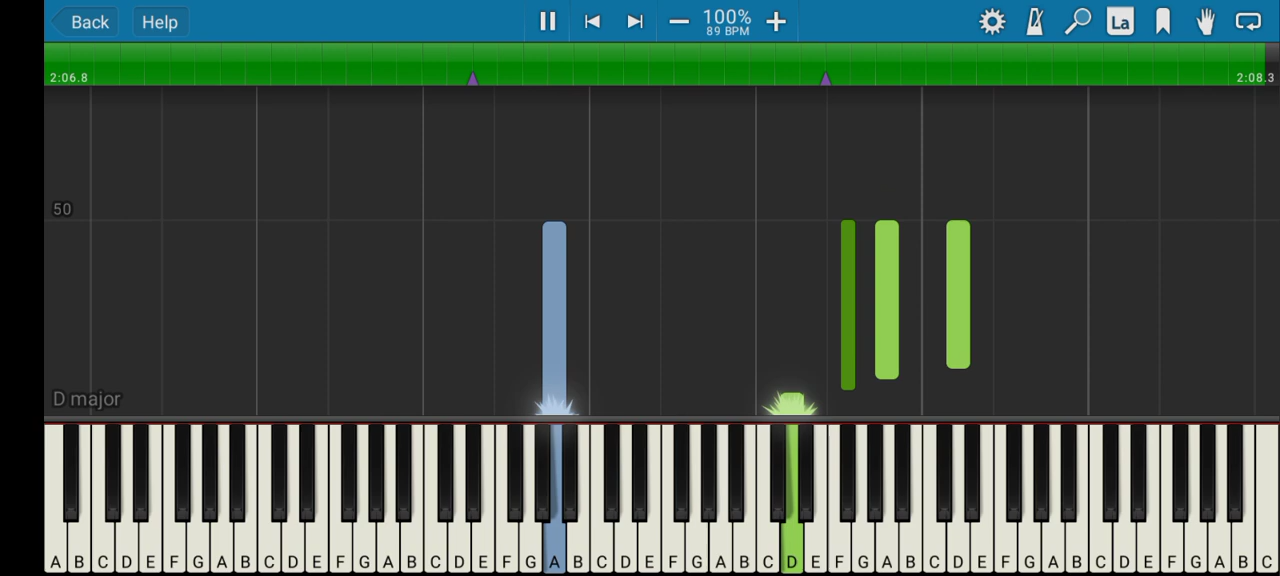 Back
Help
100%
89 BPM
La
2:06.8
2:08.3
50
D major
A B C D E F G A B C D E F G A B C D E F G A B C D E F G A B C D E F G A B C D E F G A B C D E F G A B C